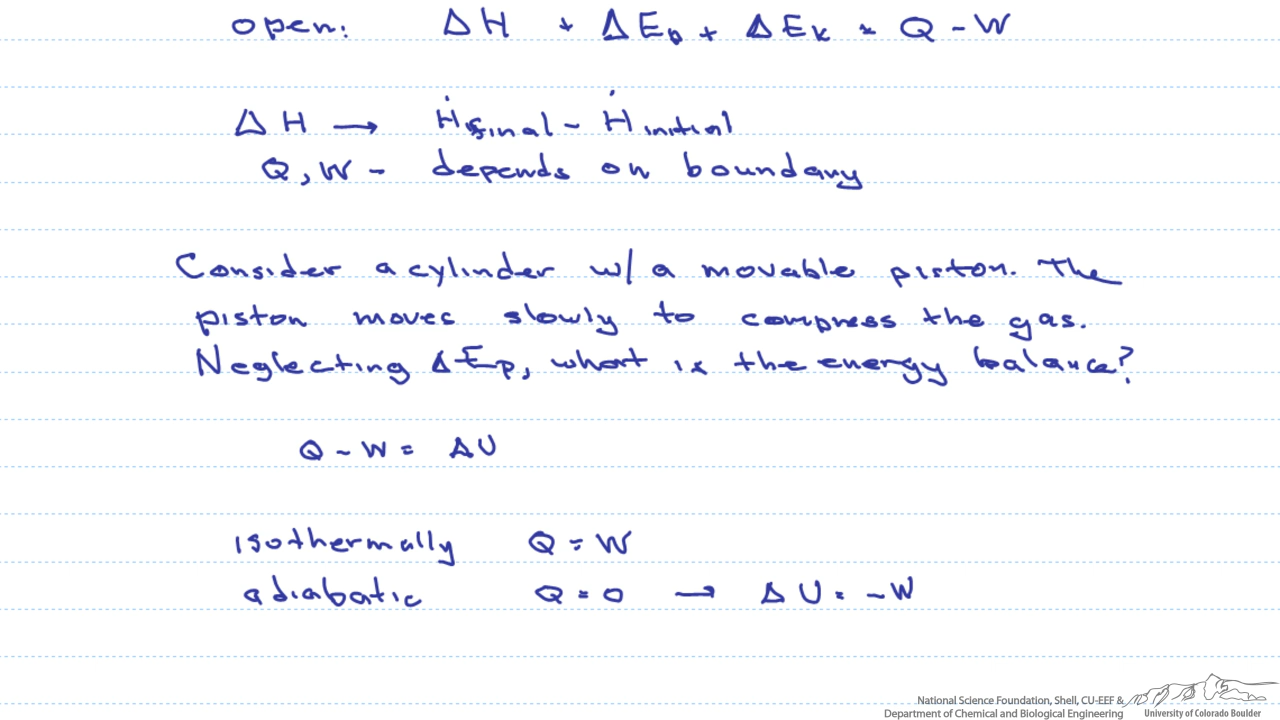 open: ΔH + ΔEp + ΔEk = Q - W
ΔH → Ḣfinal - Ḣinitial
Q, W - depends on boundary
Consider a cylinder w/ a movable piston. The
piston moves slowly to compress the gas.
Neglecting ΔEp, what is the energy balance?
Q - W = ΔU
isothermally Q = W
adiabatic Q = 0 → ΔU = -W
National Science Foundation, Shell, CU-EEF &
Department of Chemical and Biological Engineering
University of Colorado Boulder